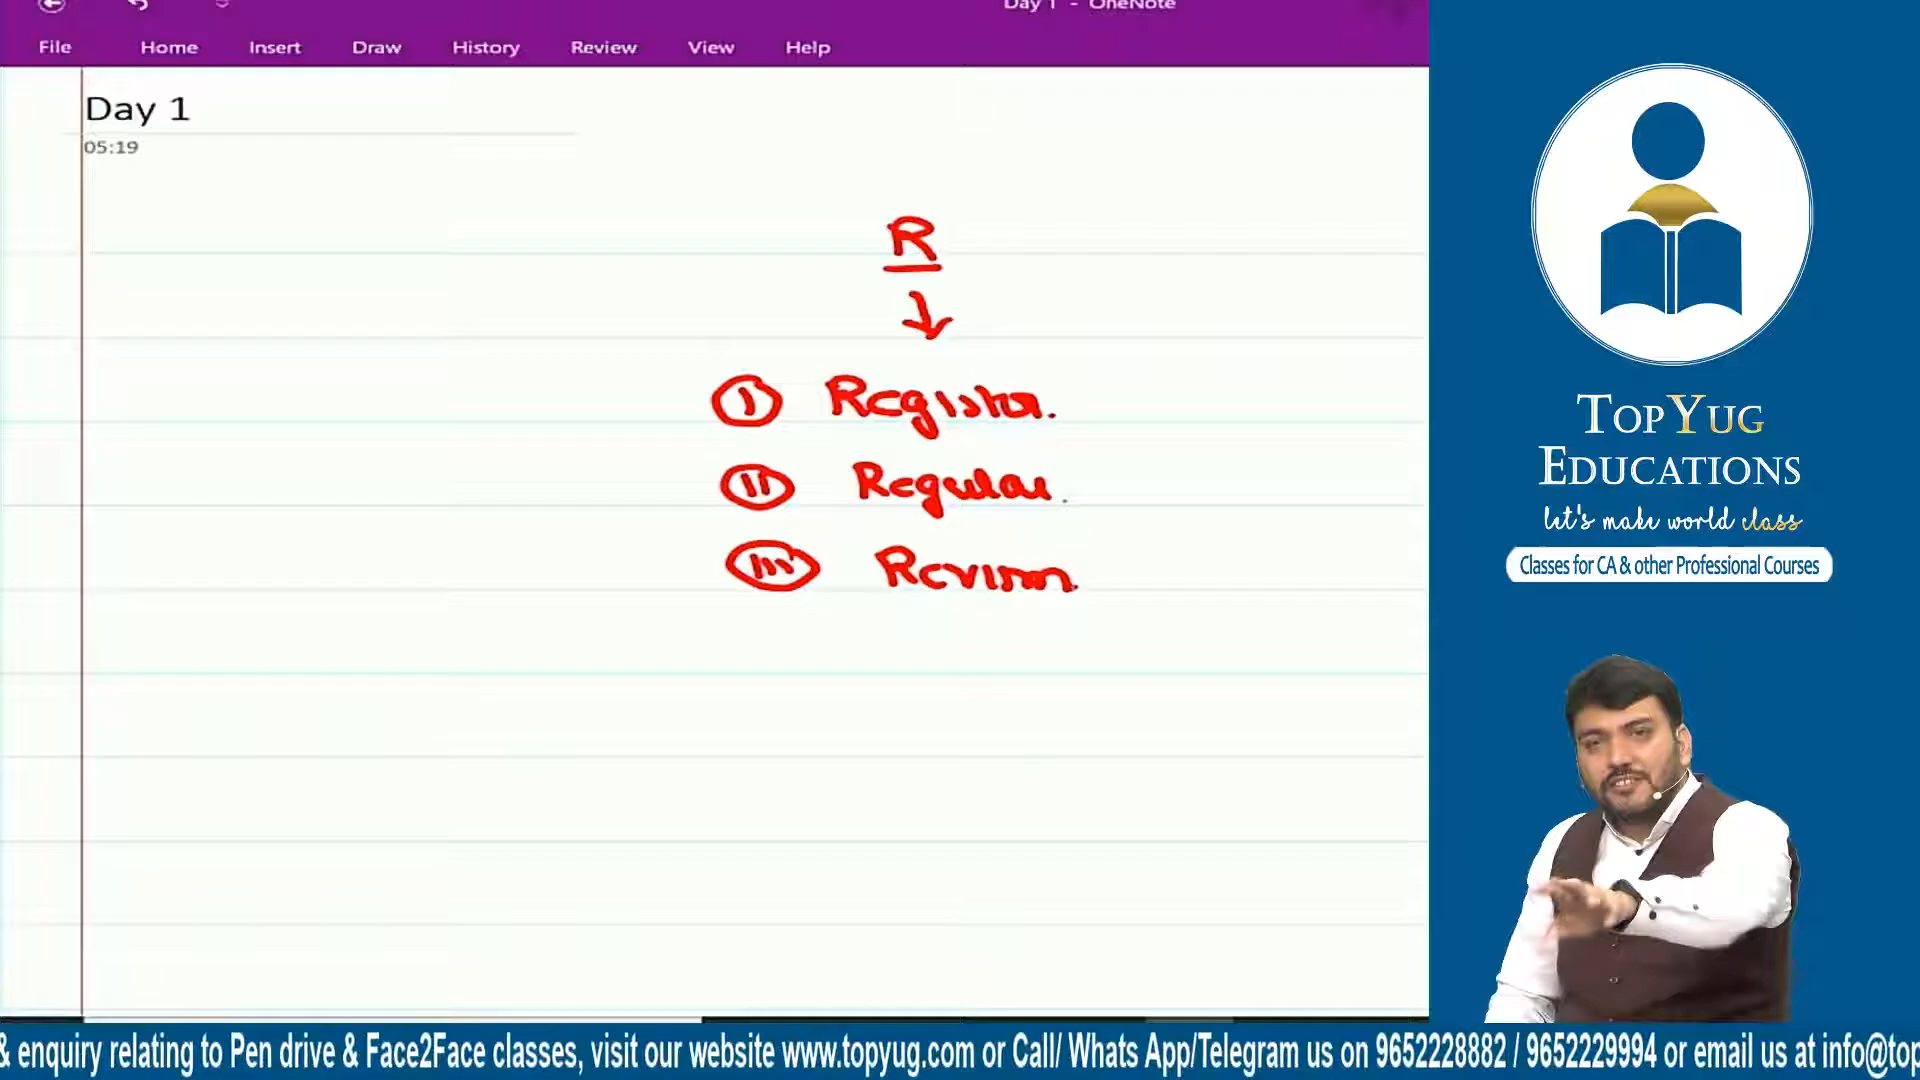 Day 1 - OneNote
File Home Insert Draw History Review View Help
Day 1
05:19
R
I Register.
II Regular.
III Revision.
TOPYUG
EDUCATIONS
let's make world class
Classes for CA & other Professional Courses
& enquiry relating to Pen drive & Face2Face classes, visit our website www.topyug.com or Call/ Whats App/Telegram us on 9652228882 / 9652229994 or email us at info@top